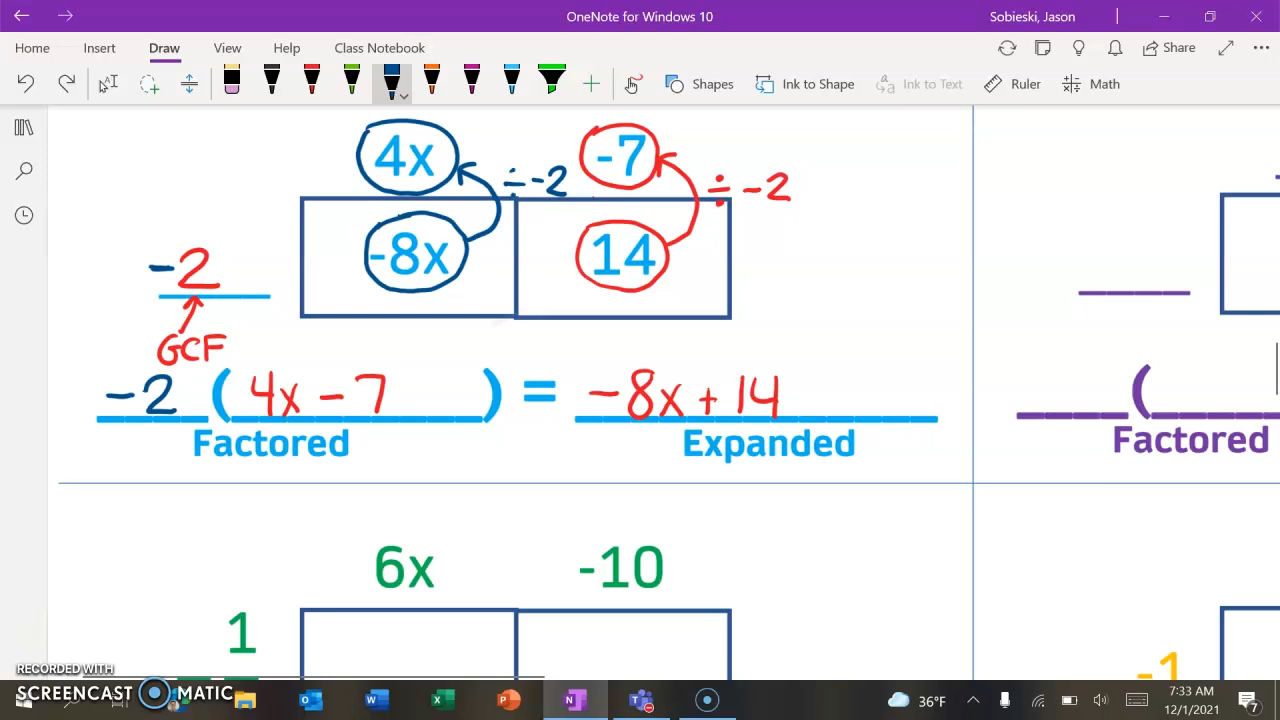 OneNote for Windows 10
Sobieski, Jason
Home Insert Draw View Help Class Notebook Share
Shapes Ink to Shape Ink to Text Ruler Math
4x -7
÷ -2 ÷ -2
-8x 14
-2
GCF
-2 (4x - 7) = -8x + 14
Factored Expanded
( 
Factored
6x -10
1
-1
RECORDED WITH
SCREENCAST MATIC
36°F
7:33 AM
12/1/2021
7